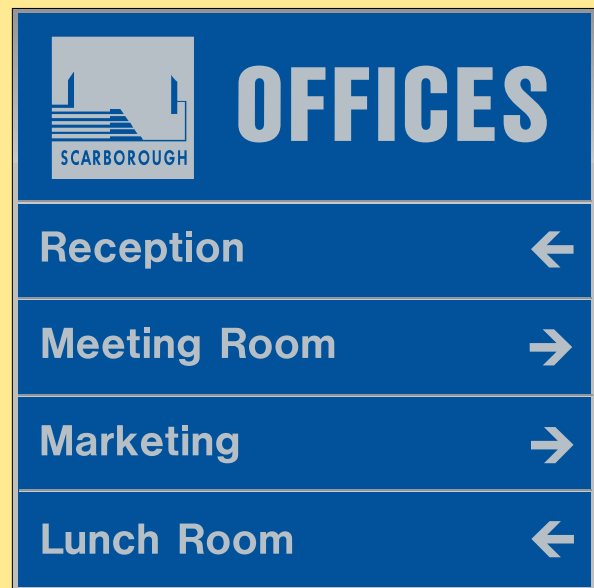 SCARBOROUGH
OFFICES
Reception
Meeting Room
Marketing
Lunch Room